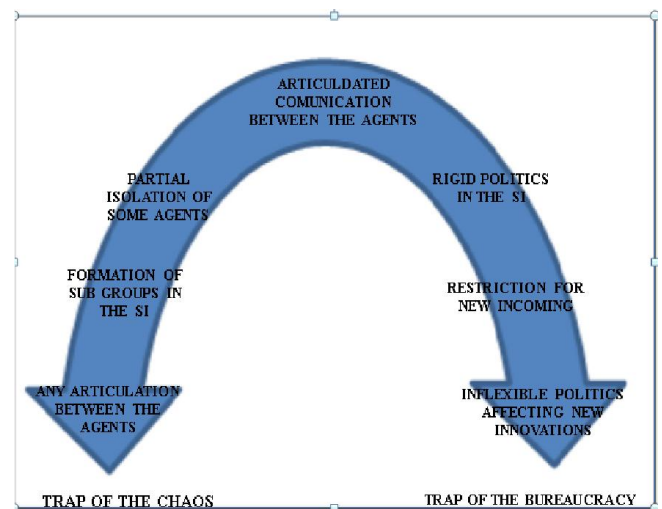 ARTICULDATED
COMUNICATION
BETWEEN THE AGENTS
PARTIAL
ISOLATION OF
SOME AGENTS
RIGID POLITICS
IN THE SI
FORMATION OF
SUB GROUPS IN
THE SI
RESTRICTION FOR
NEW INCOMING
ANY ARTICULATION
BETWEEN THE
AGENTS
INFLEXIBLE POLITICS
AFFECTING NEW
INNOVATIONS
TRAP OF THE CHAOS
TRAP OF THE BUREAUCRACY